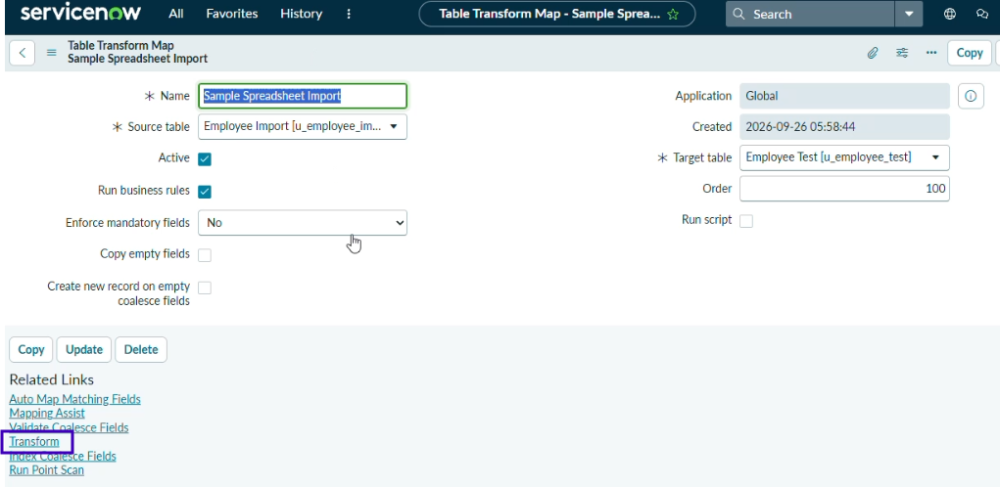 servicenow All Favorites History Table Transform Map - Sample Sprea... Search
Table Transform Map
Sample Spreadsheet Import
Copy
Name Sample Spreadsheet Import Application Global
Source table Employee Import [u_employee_im... Created 2026-09-26 05:58:44
Active Target table Employee Test [u_employee_test]
Run business rules Order 100
Enforce mandatory fields No Run script
Copy empty fields
Create new record on empty
coalesce fields
Copy Update Delete
Related Links
Auto Map Matching Fields
Mapping Assist
Validate Coalesce Fields
Transform
Index Coalesce Fields
Run Point Scan